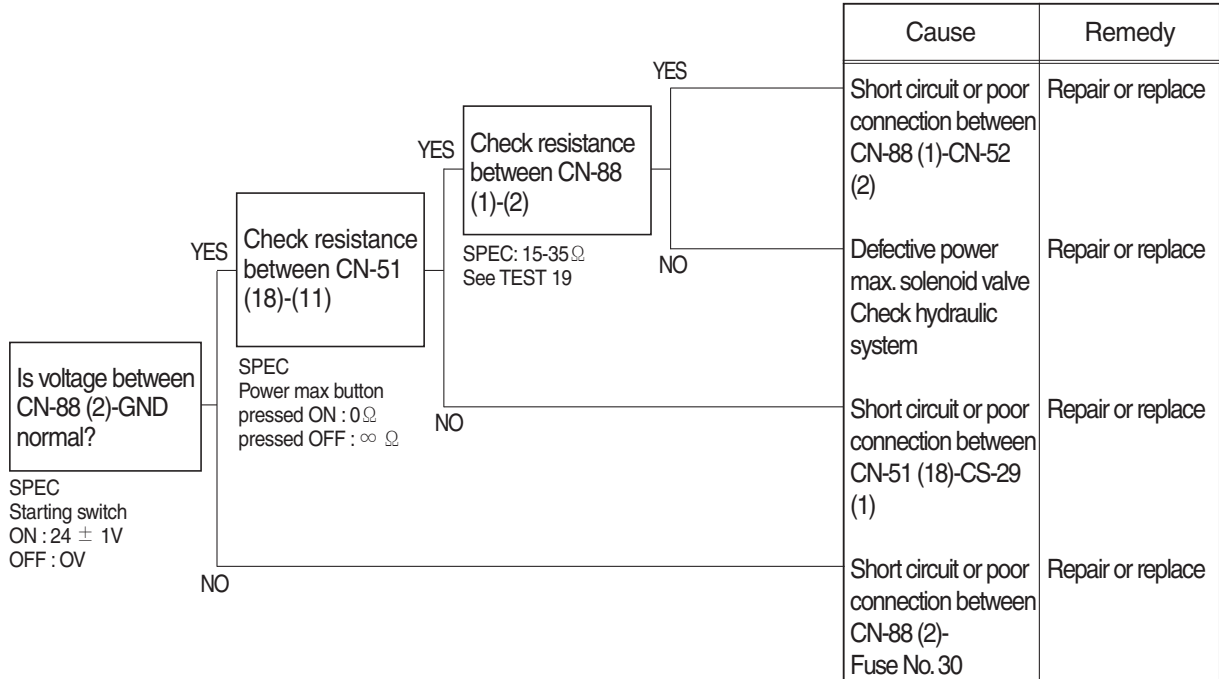 Cause
Remedy
YES
Short circuit or poor
connection between
CN-88 (1)-CN-52
(2)
Repair or replace
YES
Check resistance
between CN-88
(1)-(2)
SPEC: 15-35Ω
See TEST 19
NO
Defective power
max. solenoid valve
Check hydraulic
system
Repair or replace
YES
Check resistance
between CN-51
(18)-(11)
SPEC
Power max button
pressed ON : 0Ω
pressed OFF : ∞ Ω
NO
Short circuit or poor
connection between
CN-51 (18)-CS-29
(1)
Repair or replace
Is voltage between
CN-88 (2)-GND
normal?
SPEC
Starting switch
ON : 24 ± 1V
OFF : OV
NO
Short circuit or poor
connection between
CN-88 (2)-
Fuse No. 30
Repair or replace